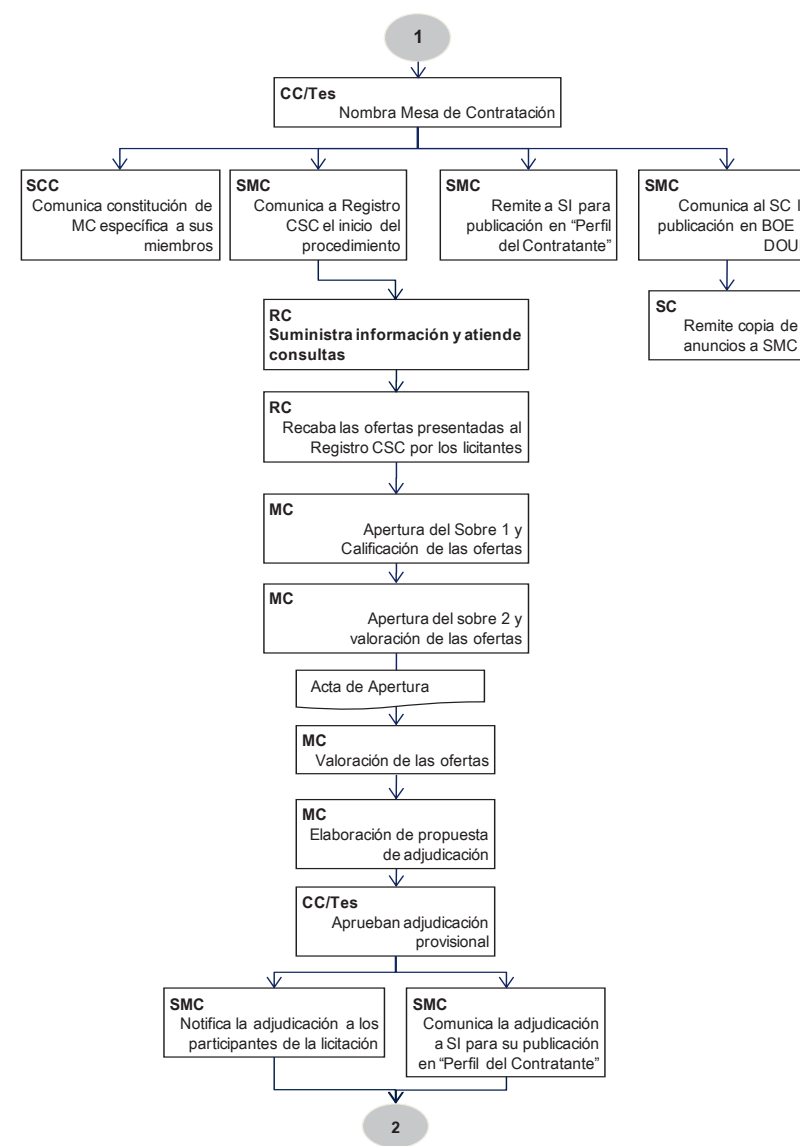 1
CC/Tes
Nombra Mesa de Contratación
SCC
Comunica constitución de
MC específica a sus
miembros
SMC
Comunica a Registro
CSC el inicio del
procedimiento
SMC
Remite a SI para
publicación en “Perfil
del Contratante”
SMC
Comunica al SC l
publicación en BOE
DOU
SC
Remite copia de
anuncios a SMC
RC
Suministra información y atiende
consultas
RC
Recaba las ofertas presentadas al
Registro CSC por los licitantes
MC
Apertura del Sobre 1 y
Calificación de las ofertas
MC
Apertura del sobre 2 y
valoración de las ofertas
Acta de Apertura
MC
Valoración de las ofertas
MC
Elaboración de propuesta
de adjudicación
CC/Tes
Aprueban adjudicación
provisional
SMC
Notifica la adjudicación a los
participantes de la licitación
SMC
Comunica la adjudicación
a SI para su publicación
en “Perfil del Contratante”
2